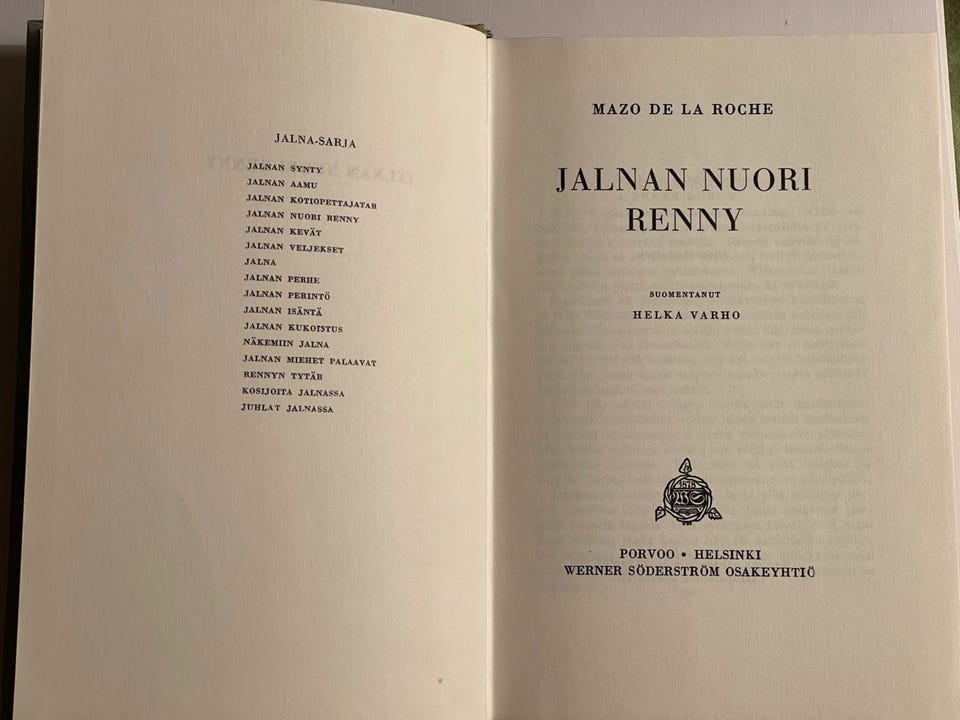 JALNA-SARJA
JALNAN SYNTY
JALNAN AAMU
JALNAN KOTIOPETTAJATAR
JALNAN NUORI RENNY
JALNAN KEVÄT
JALNAN VELJEKSET
JALNA
JALNAN PERHE
JALNAN PERINTÖ
JALNAN ISÄNTÄ
JALNAN KUKOISTUS
NÄKEMIIN JALNA
JALNAN MIEHET PALAAVAT
RENNYN TYTÄR
KOSIJOITA JALNASSA
JUHLAT JALNASSA
MAZO DE LA ROCHE
JALNAN NUORI
RENNY
SUOMENTANUT
HELKA VARHO
1878
WS
PORVOO • HELSINKI
WERNER SÖDERSTRÖM OSAKEYHTIÖ